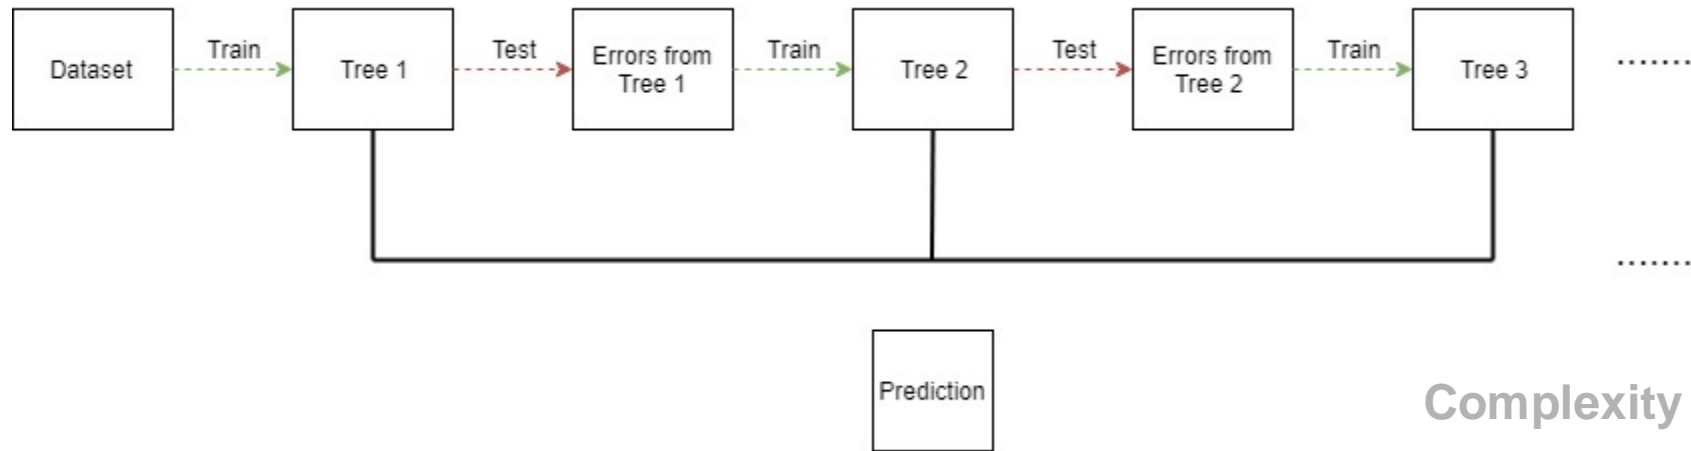 Dataset
Train
Tree 1
Test
Errors from
Tree 1
Train
Tree 2
Test
Errors from
Tree 2
Train
Tree 3
.......
.......
Prediction
Complexity